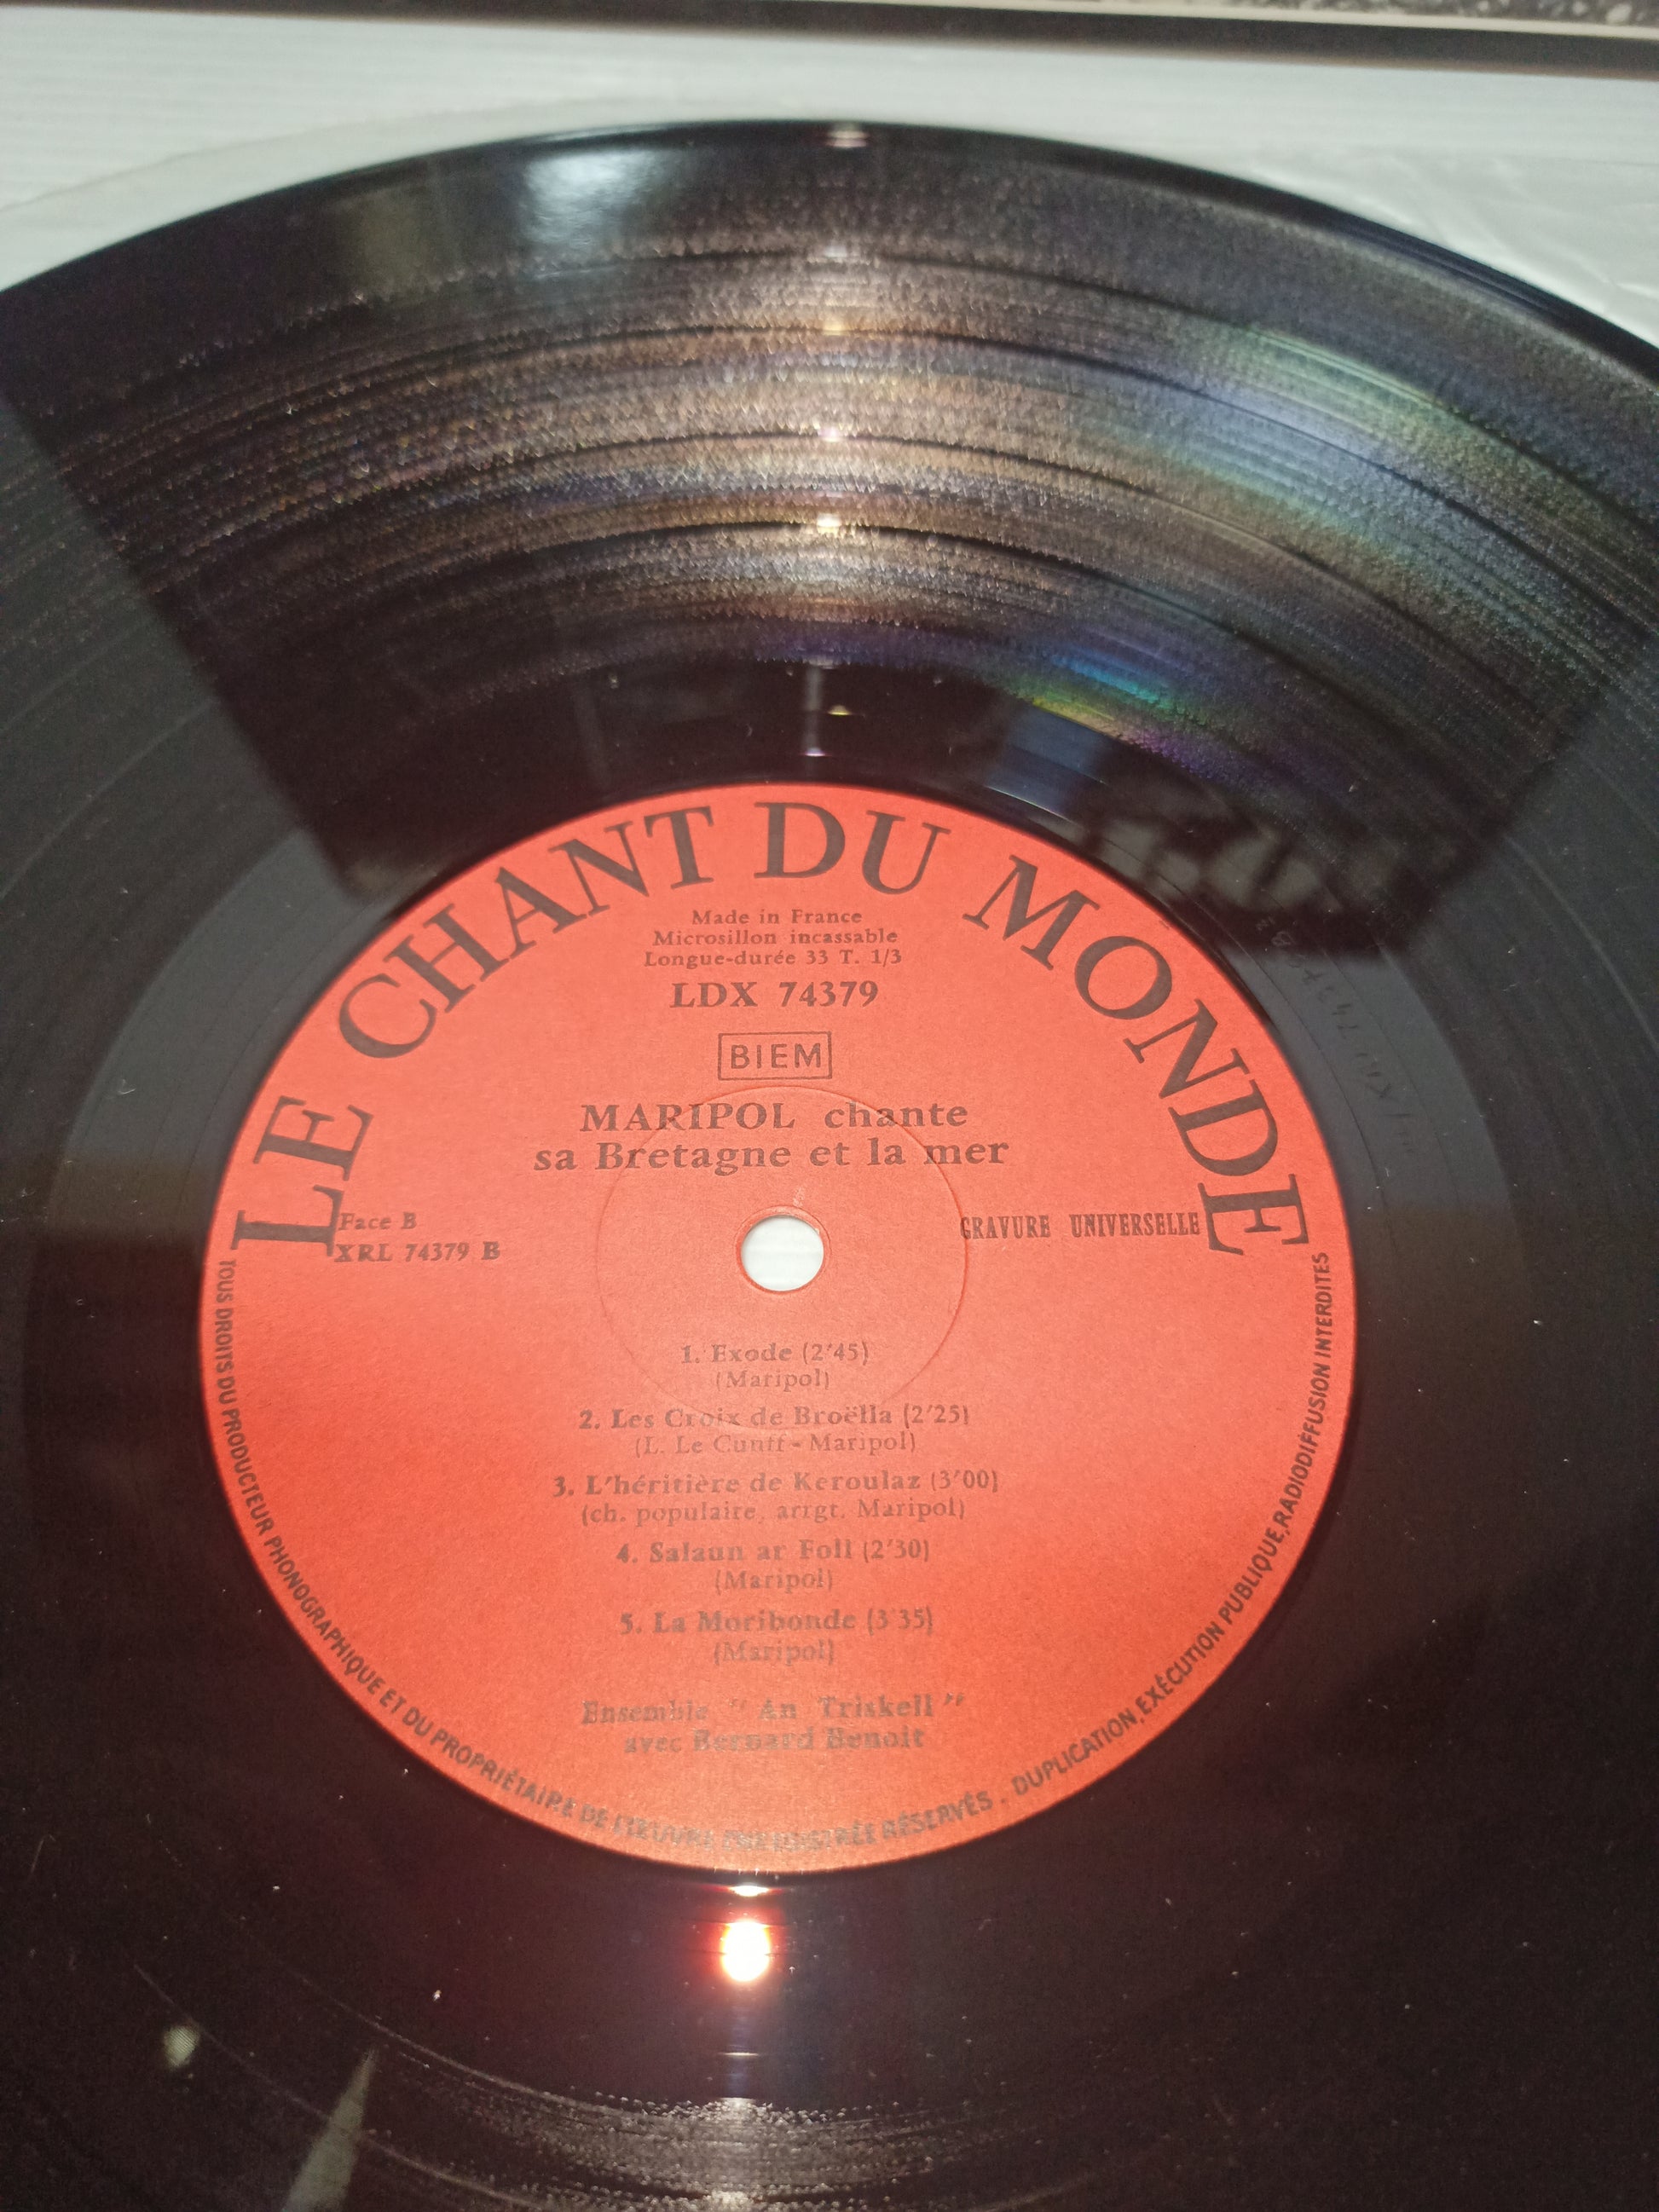 LE CHANT DU MONDE
Made in France
Microsillon incassable
Longue-durée 33 T. 1/3
LDX 74379
BIEM
MARIPOL chante
sa Bretagne et la mer
Face B
XRL 74379 B
GRAVURE UNIVERSELLE
1. Exode (2'45)
(Maripol)
2. Les Croix de Broëlla (2'25)
(L. Le Cunff - Maripol)
3. L'héritière de Keroulaz (3'00)
(ch. populaire, arrgt. Maripol)
4. Salaun ar Foll (2'30)
(Maripol)
5. La Moribonde (3'35)
(Maripol)
Ensemble "An Triskell"
avec Bernard Benoit
TOUS DROITS DU PRODUCTEUR PHONOGRAPHIQUE ET DU PROPRIÉTAIRE DE L'ŒUVRE ENREGISTRÉE RÉSERVÉS . DUPLICATION, EXÉCUTION PUBLIQUE, RADIODIFFUSION INTERDITES